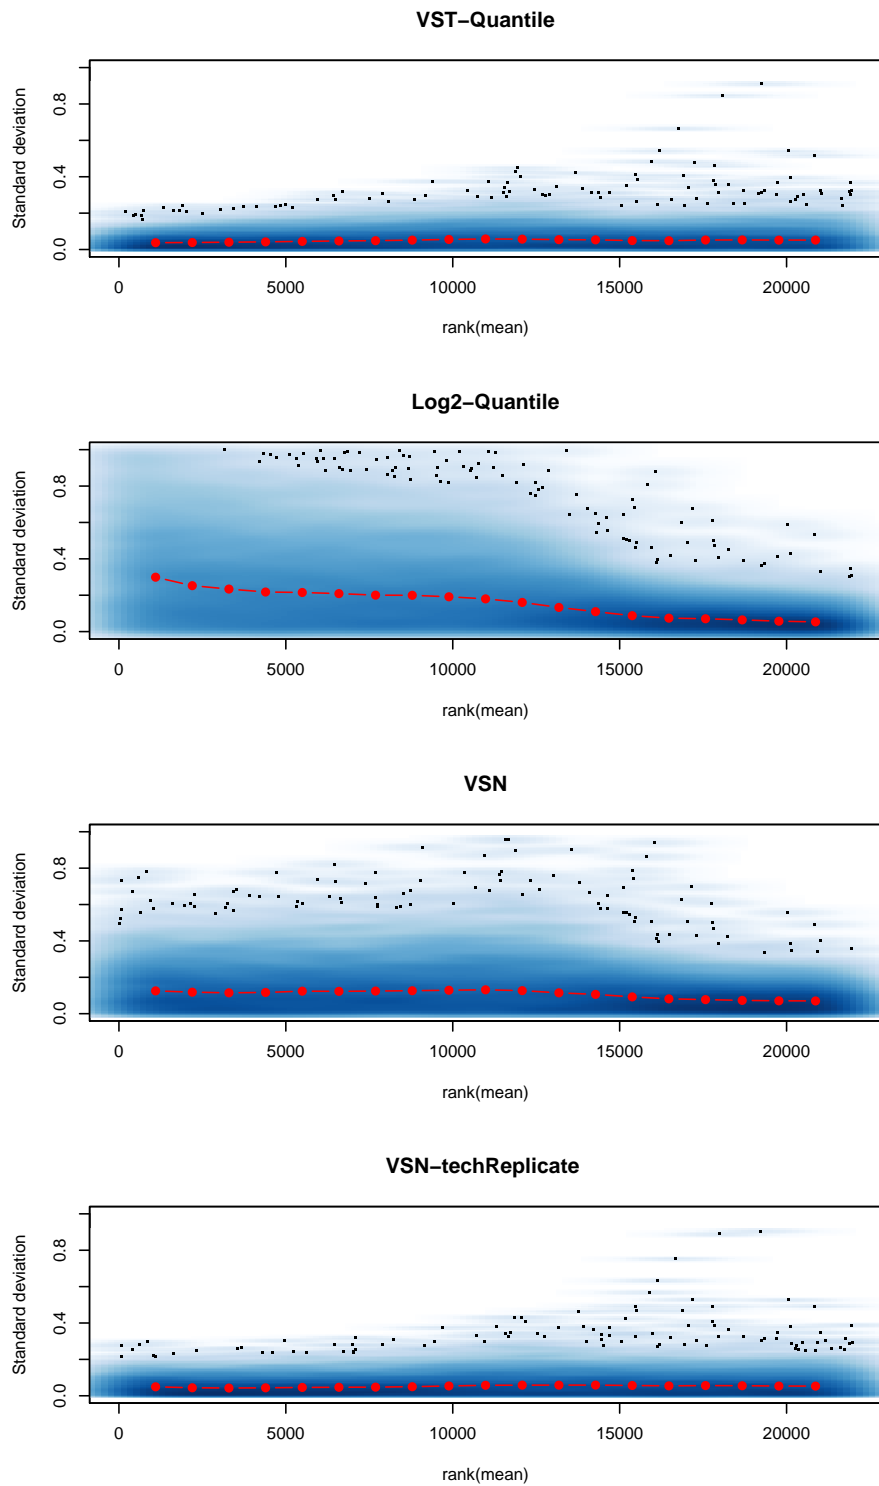 VST−Quantile
Standard deviation
0.0 0.4 0.8
0 5000 10000 15000 20000
rank(mean)
Log2−Quantile
Standard deviation
0.0 0.4 0.8
0 5000 10000 15000 20000
rank(mean)
VSN
Standard deviation
0.0 0.4 0.8
0 5000 10000 15000 20000
rank(mean)
VSN−techReplicate
Standard deviation
0.0 0.4 0.8
0 5000 10000 15000 20000
rank(mean)